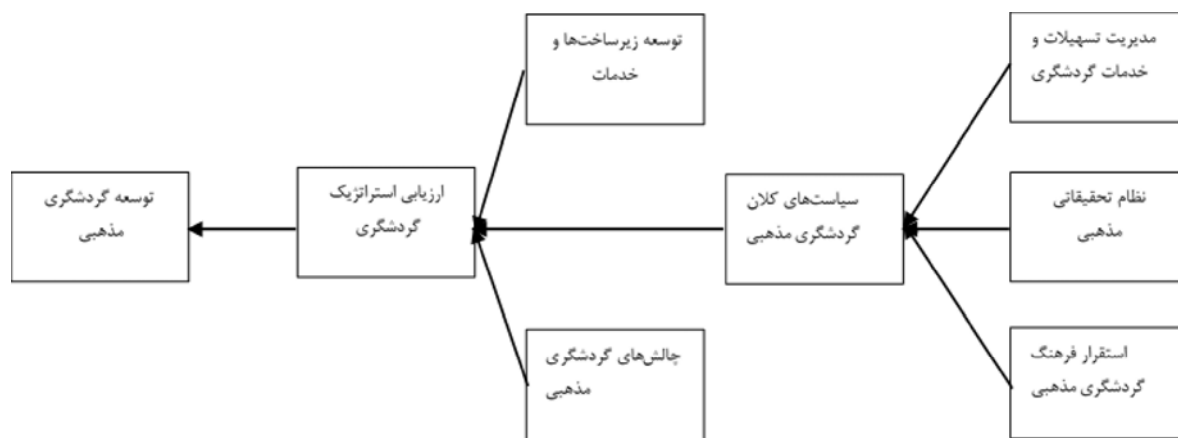 مدیریت تسهیلات و
خدمات گردشگری
نظام تحقیقاتی
مذهبی
استقرار فرهنگ
گردشگری مذهبی
سیاست‌های کلان
گردشگری مذهبی
توسعه زیرساخت‌ها و
خدمات
چالش‌های گردشگری
مذهبی
ارزیابی استراتژیک
گردشگری
توسعه گردشگری
مذهبی